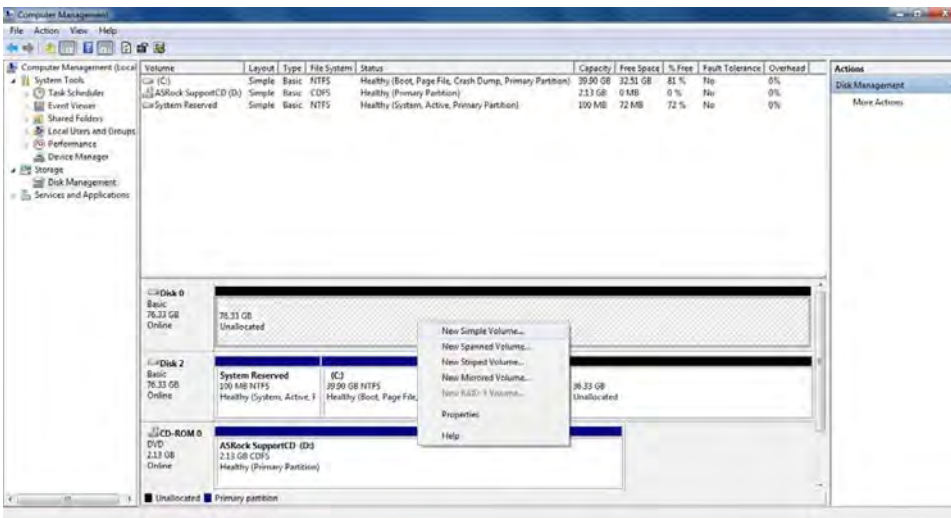 Computer Management
File Action View Help
Computer Management (Local
System Tools
Task Scheduler
Event Viewer
Shared Folders
Local Users and Groups
Performance
Device Manager
Storage
Disk Management
Services and Applications
Volume Layout Type File System Status Capacity Free Space % Free Fault Tolerance Overhead
(C:) Simple Basic NTFS Healthy (Boot, Page File, Crash Dump, Primary Partition) 39.90 GB 32.51 GB 81 % No 0%
ASRock SupportCD (D:) Simple Basic CDFS Healthy (Primary Partition) 2.13 GB 0 MB 0 % No 0%
System Reserved Simple Basic NTFS Healthy (System, Active, Primary Partition) 100 MB 72 MB 72 % No 0%
Actions
Disk Management
More Actions
Disk 0
Basic
76.33 GB
Online
76.33 GB
Unallocated
New Simple Volume...
New Spanned Volume...
New Striped Volume...
New Mirrored Volume...
New RAID-5 Volume...
Properties
Help
Disk 2
Basic
76.33 GB
Online
System Reserved
100 MB NTFS
Healthy (System, Active, P
(C:)
39.90 GB NTFS
Healthy (Boot, Page File,
36.33 GB
Unallocated
CD-ROM 0
DVD
2.13 GB
Online
ASRock SupportCD (D:)
2.13 GB CDFS
Healthy (Primary Partition)
Unallocated Primary partition